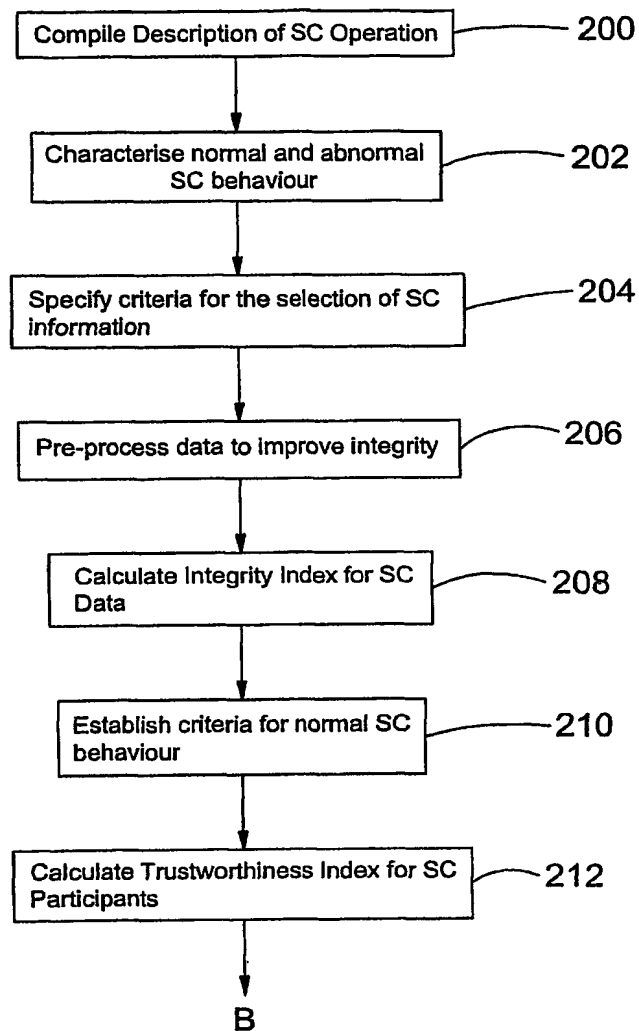 Compile Description of SC Operation
200
Characterise normal and abnormal
SC behaviour
202
Specify criteria for the selection of SC
information
204
Pre-process data to improve integrity
206
Calculate Integrity Index for SC
Data
208
Establish criteria for normal SC
behaviour
210
Calculate Trustworthiness Index for SC
Participants
212
B